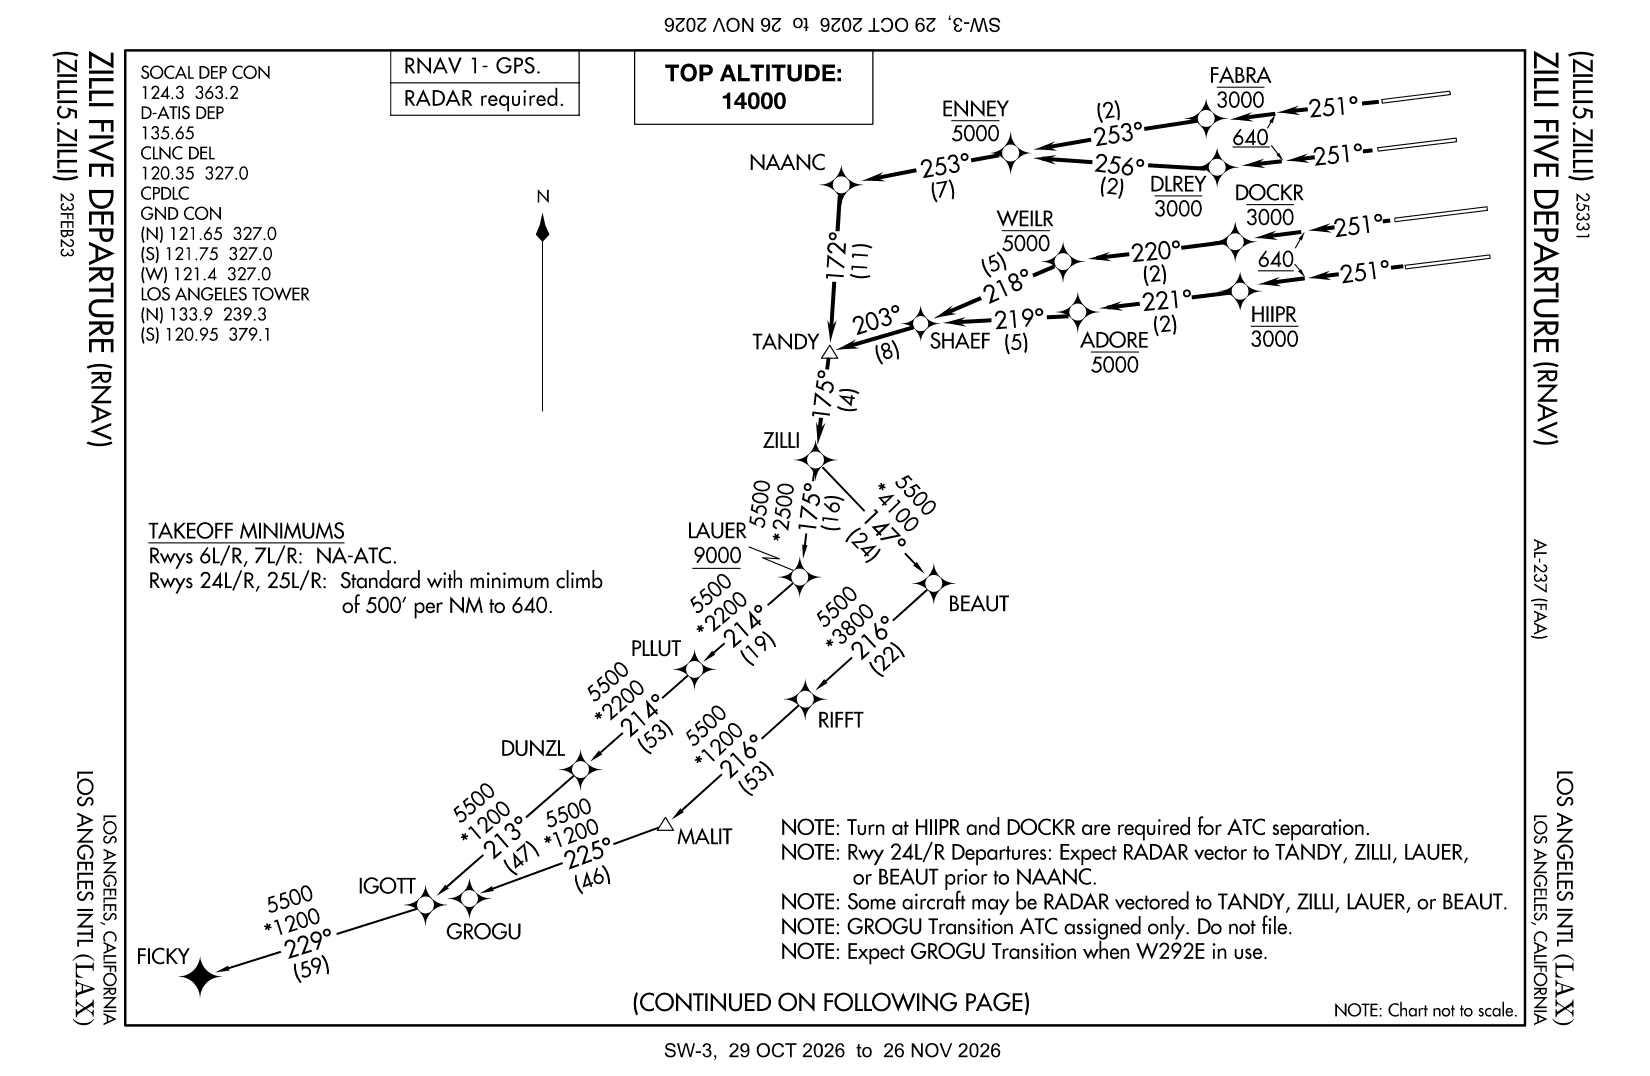 SW-3, 29 OCT 2026 to 26 NOV 2026
ZILLI FIVE DEPARTURE (RNAV)
(ZILLI5.ZILLI) 23FEB23
LOS ANGELES INTL (LAX)
LOS ANGELES, CALIFORNIA
SOCAL DEP CON
124.3 363.2
D-ATIS DEP
135.65
CLNC DEL
120.35 327.0
CPDLC
GND CON
(N) 121.65 327.0
(S) 121.75 327.0
(W) 121.4 327.0
LOS ANGELES TOWER
(N) 133.9 239.3
(S) 120.95 379.1
RNAV 1- GPS.
RADAR required.
TOP ALTITUDE:
14000
N
FABRA
3000
251°
640
ENNEY
5000
(2)
253°
256°
(2)
DLREY
3000
251°
NAANC
253°
(7)
DOCKR
3000
251°
640
WEILR
5000
220°
(2)
(5)
218°
HIIPR
3000
251°
221°
(2)
ADORE
5000
219°
(5)
SHAEF
203°
(8)
172°
(11)
TANDY
175°
(4)
ZILLI
5500
*2500
175°
(16)
5500
*4100
147°
(24)
LAUER
9000
BEAUT
5500
*2200
214°
(19)
5500
*3800
216°
(22)
PLLUT
5500
*2200
214°
(53)
RIFFT
5500
*1200
216°
(53)
DUNZL
5500
*1200
213°
(47)
5500
*1200
225°
(46)
MALIT
IGOTT
GROGU
5500
*1200
229°
(59)
FICKY
TAKEOFF MINIMUMS
Rwys 6L/R, 7L/R: NA-ATC.
Rwys 24L/R, 25L/R: Standard with minimum climb
of 500' per NM to 640.
NOTE: Turn at HIIPR and DOCKR are required for ATC separation.
NOTE: Rwy 24L/R Departures: Expect RADAR vector to TANDY, ZILLI, LAUER,
or BEAUT prior to NAANC.
NOTE: Some aircraft may be RADAR vectored to TANDY, ZILLI, LAUER, or BEAUT.
NOTE: GROGU Transition ATC assigned only. Do not file.
NOTE: Expect GROGU Transition when W292E in use.
(CONTINUED ON FOLLOWING PAGE)
NOTE: Chart not to scale.
(ZILLI5.ZILLI) 25331
ZILLI FIVE DEPARTURE (RNAV)
AL-237 (FAA)
LOS ANGELES INTL (LAX)
LOS ANGELES, CALIFORNIA
SW-3, 29 OCT 2026 to 26 NOV 2026